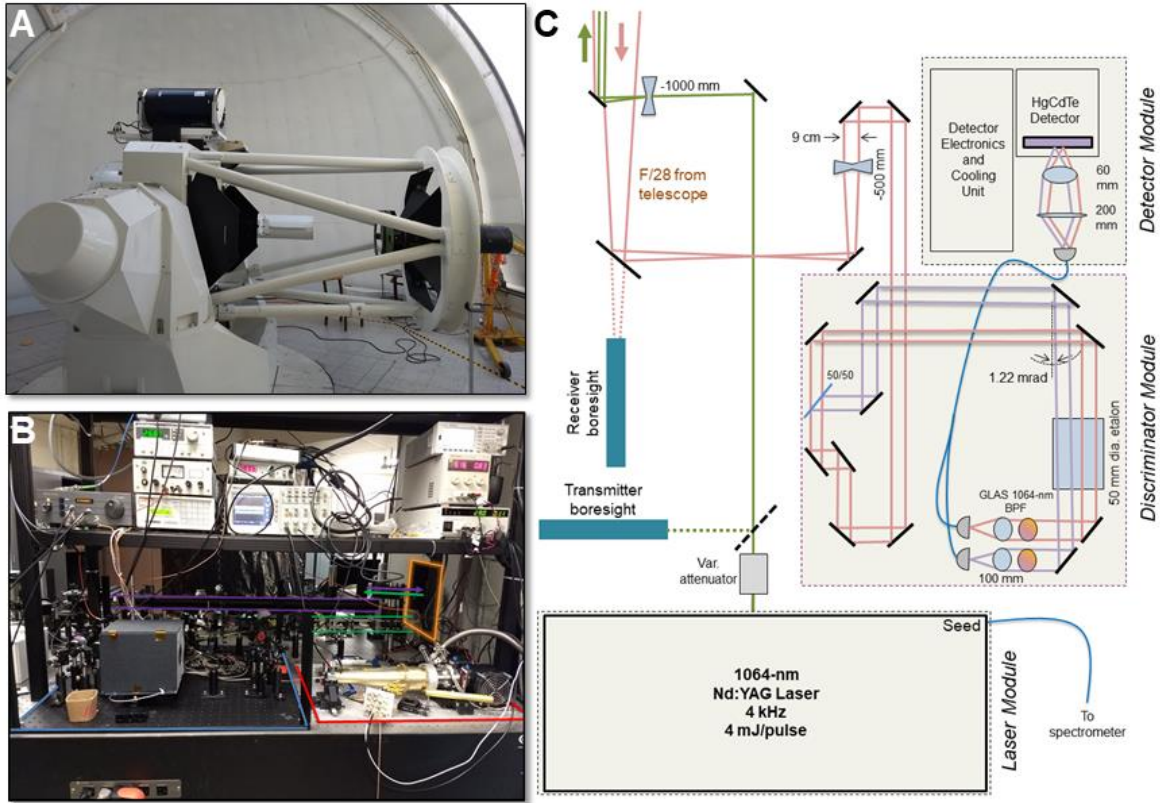 A
B
C
-1000 mm
9 cm
-500 mm
F/28 from
telescope
Detector
Electronics
and
Cooling
Unit
HgCdTe
Detector
60
mm
200
mm
Detector Module
50/50
1.22 mrad
50 mm dia. etalon
GLAS 1064-nm
BPF
100 mm
Discriminator Module
Receiver
boresight
Transmitter
boresight
Var.
attenuator
Seed
1064-nm
Nd:YAG Laser
4 kHz
4 mJ/pulse
Laser Module
To
spectrometer